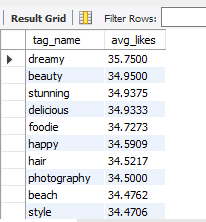 Result Grid Filter Rows:
tag_name avg_likes
dreamy 35.7500
beauty 34.9500
stunning 34.9375
delicious 34.9333
foodie 34.7273
happy 34.5909
hair 34.5217
photography 34.5000
beach 34.4762
style 34.4706